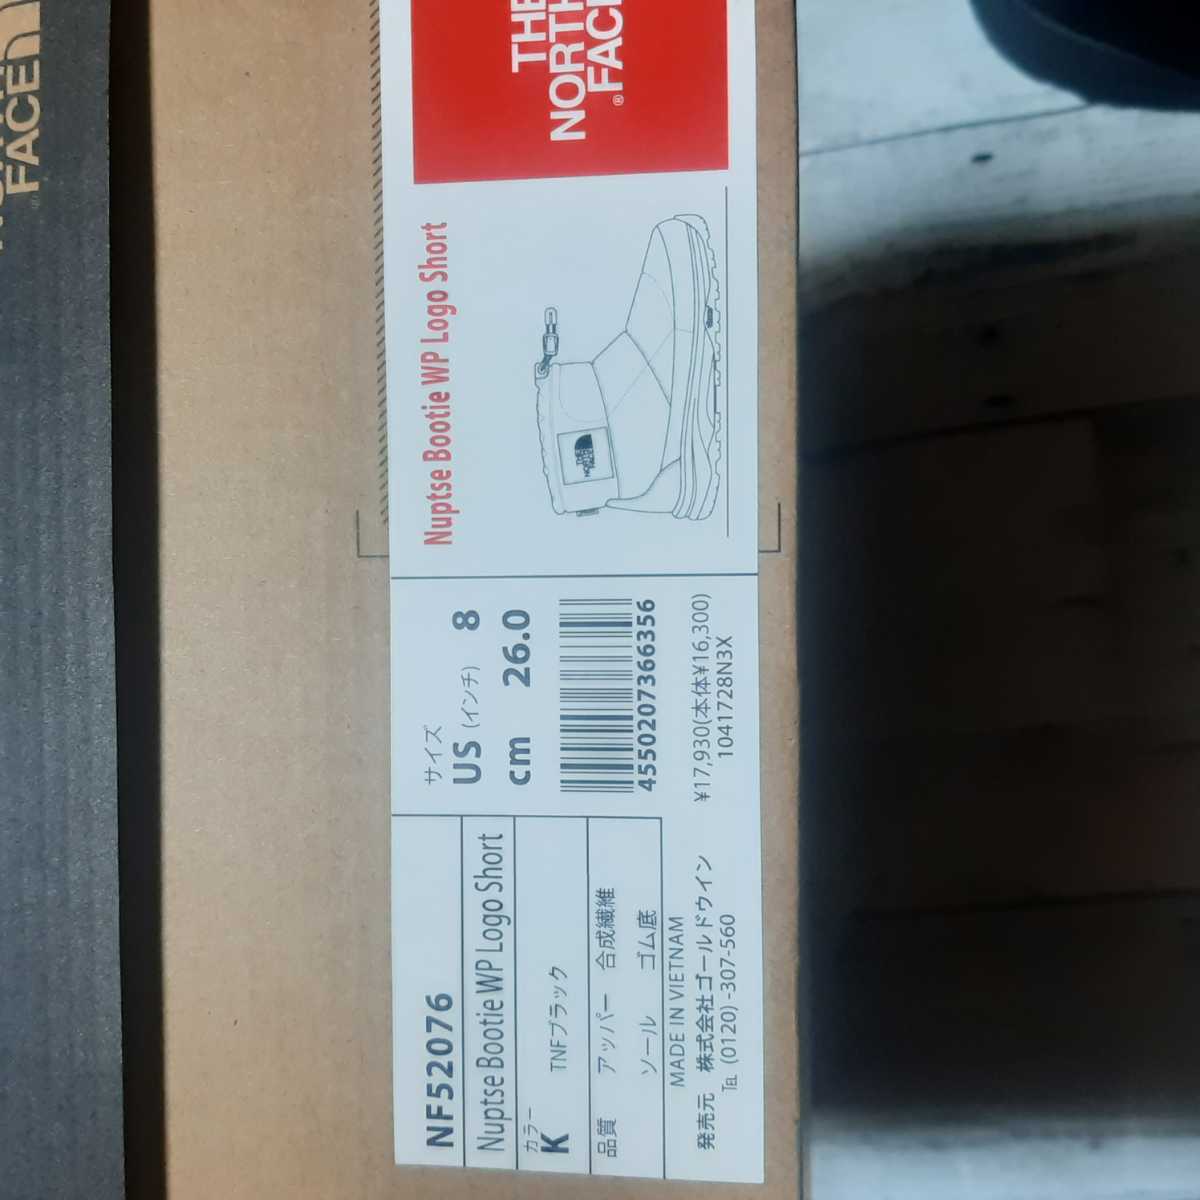 NF52076
Nuptse Bootie WP Logo Short
カラー
K TNFブラック
品質 アッパー 合成繊維
ソール ゴム底
MADE IN VIETNAM
発売元 株式会社ゴールドウイン
TEL (0120)-307-560
サイズ
US (インチ) 8
cm 26.0
4550207366356
¥17,930(本体¥16,300)
1041728N3X
Nuptse Bootie WP Logo Short
THE
NORTH
FACE
THE
NORTH
FACE®
FACE